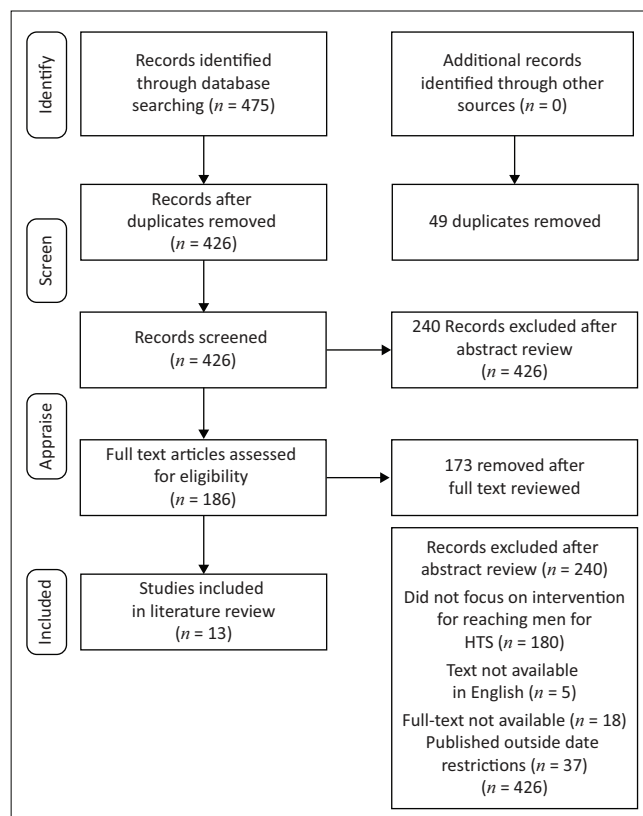 Identify
Records identified
through database
searching (n = 475)
Additional records
identified through other
sources (n = 0)
Screen
Records after
duplicates removed
(n = 426)
49 duplicates removed
Records screened
(n = 426)
240 Records excluded after
abstract review
(n = 426)
Appraise
Full text articles assessed
for eligibility
(n = 186)
173 removed after
full text reviewed
Included
Studies included
in literature review
(n = 13)
Records excluded after
abstract review (n = 240)
Did not focus on intervention
for reaching men for
HTS (n = 180)
Text not available
in English (n = 5)
Full-text not available (n = 18)
Published outside date
restrictions (n = 37)
(n = 426)